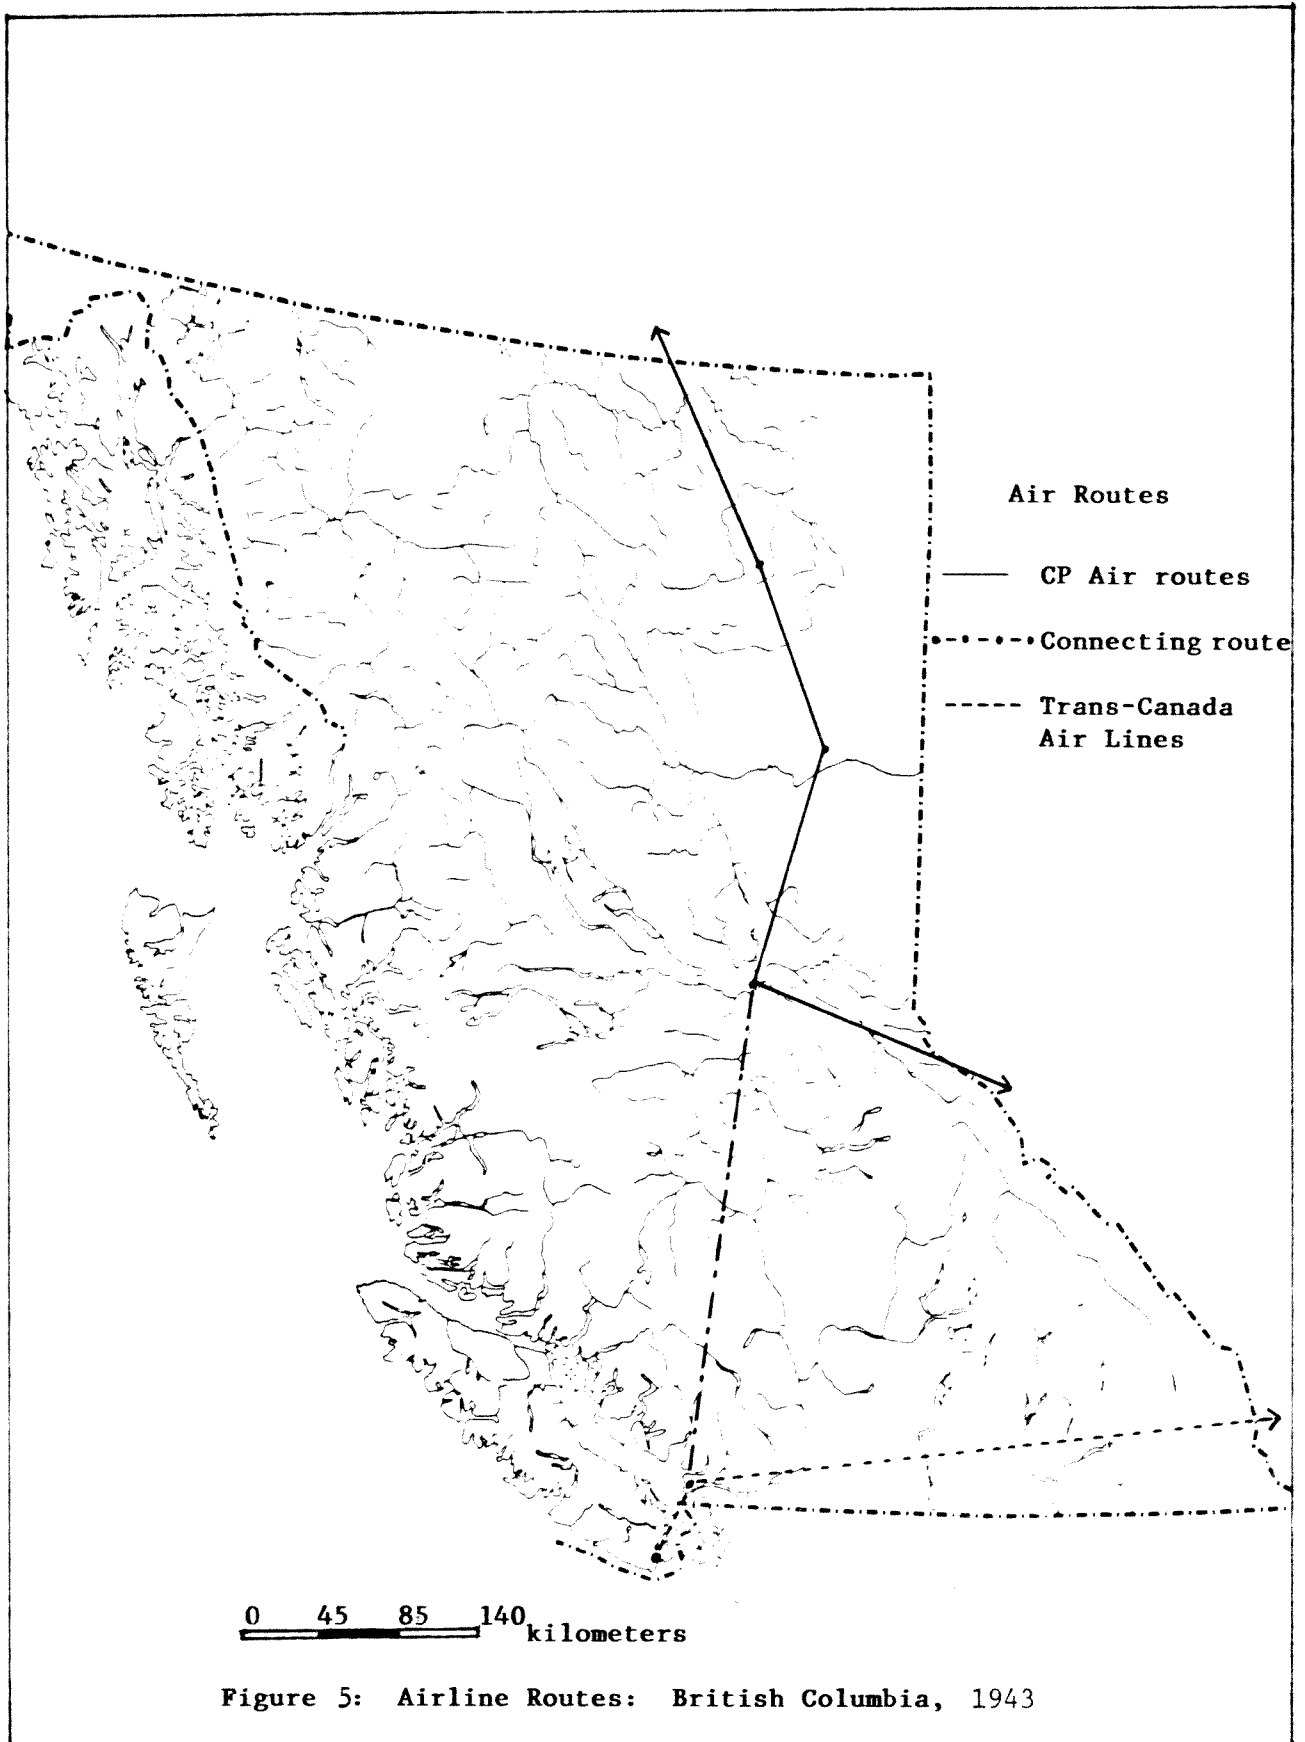 Air Routes
CP Air routes
Connecting route
Trans-Canada
Air Lines
0 45 85 140
kilometers
Figure 5: Airline Routes: British Columbia, 1943